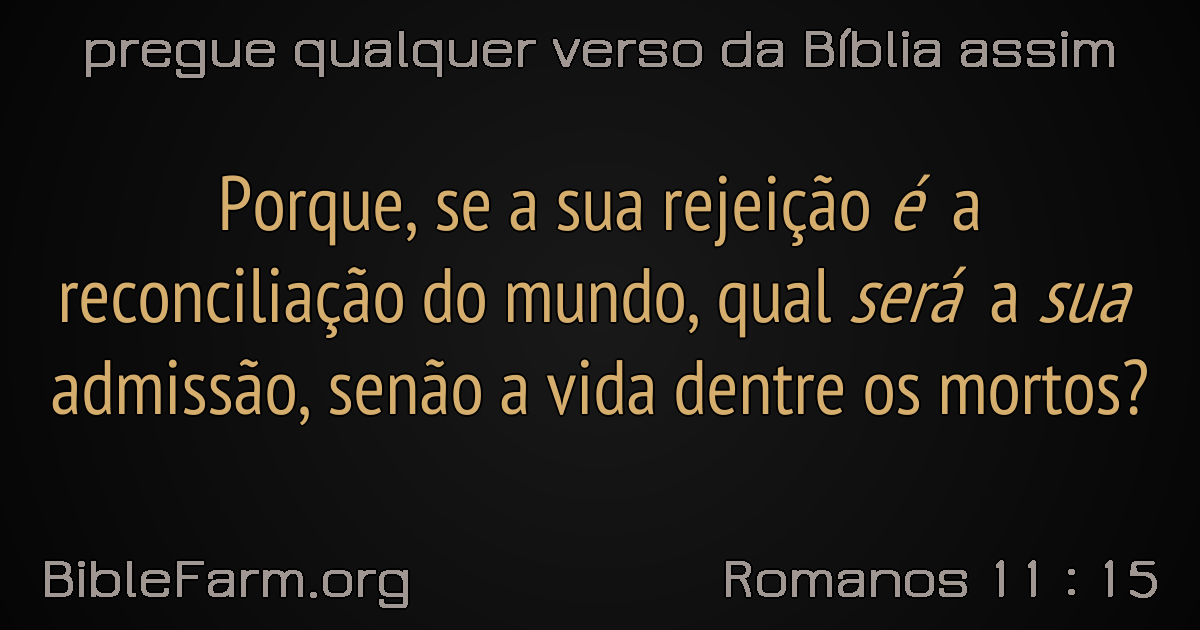 pregue qualquer verso da Bíblia assim
Porque, se a sua rejeição é a
reconciliação do mundo, qual será a sua
admissão, senão a vida dentre os mortos?
BibleFarm.org
Romanos 11 : 15